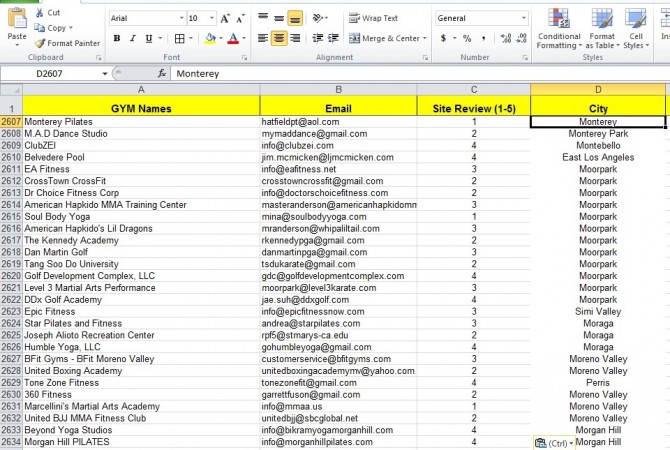 Cut
Copy
Format Painter
Paste
Clipboard
Arial 10
B I U
Font
Wrap Text
Merge & Center
Alignment
General
$ % ,
Number
Conditional Formatting
Format as Table
Cell Styles
Styles
D2607 fx Monterey
A B C D
1 GYM Names Email Site Review (1-5) City
2607 Monterey Pilates hatfieldpt@aol.com 1 Monterey
2608 M.A.D Dance Studio mymaddance@gmail.com 2 Monterey Park
2609 ClubZEI info@clubzei.com 4 Montebello
2610 Belvedere Pool jim.mcmicken@ljmcmicken.com 4 East Los Angeles
2611 EA Fitness info@eafitness.net 3 Moorpark
2612 CrossTown CrossFit crosstowncrossfit@gmail.com 2 Moorpark
2613 Dr Choice Fitness Corp info@doctorschoicefitness.com 2 Moorpark
2614 American Hapkido MMA Training Center masteranderson@americanhapkidomn 3 Moorpark
2615 Soul Body Yoga mina@soulbodyyoga.com 1 Moorpark
2616 American Hapkido's Lil Dragons mranderson@whipaliltail.com 3 Moorpark
2617 The Kennedy Academy rkennedypga@gmail.com 2 Moorpark
2618 Dan Martin Golf danmartinpga@gmail.com 3 Moorpark
2619 Tang Soo Do University tsdukarate@gmail.com 2 Moorpark
2620 Golf Development Complex, LLC gdc@golfdevelopmentcomplex.com 4 Moorpark
2621 Level 3 Martial Arts Performance moorpark@level3karate.com 3 Moorpark
2622 DDx Golf Academy jae.suh@ddxgolf.com 4 Moorpark
2623 Epic Fitness info@epicfitnessnow.com 3 Simi Valley
2624 Star Pilates and Fitness andrea@starpilates.com 3 Moraga
2625 Joseph Alioto Recreation Center rpf5@stmarys-ca.edu 2 Moraga
2626 Humble Yoga, LLC gohumbleyoga@gmail.com 4 Moraga
2627 BFit Gyms - BFit Moreno Valley customerservice@bfitgyms.com 3 Moreno Valley
2628 United Boxing Academy unitedboxingacademymv@yahoo.com 2 Moreno Valley
2629 Tone Zone Fitness tonezonefit@gmail.com 4 Perris
2630 360 Fitness garrettfuson@gmail.com 2 Moreno Valley
2631 Marcellini's Martial Arts Academy info@mmaa.us 1 Moreno Valley
2632 United BJJ MMA Fitness Club unitedbjj@sbcglobal.net 2 Moreno Valley
2633 Beyond Yoga Studios info@bikramyogamorganhill.com 4 Morgan Hill
2634 Morgan Hill PILATES info@morganhillpilates.com 4 (Ctrl) Morgan Hill